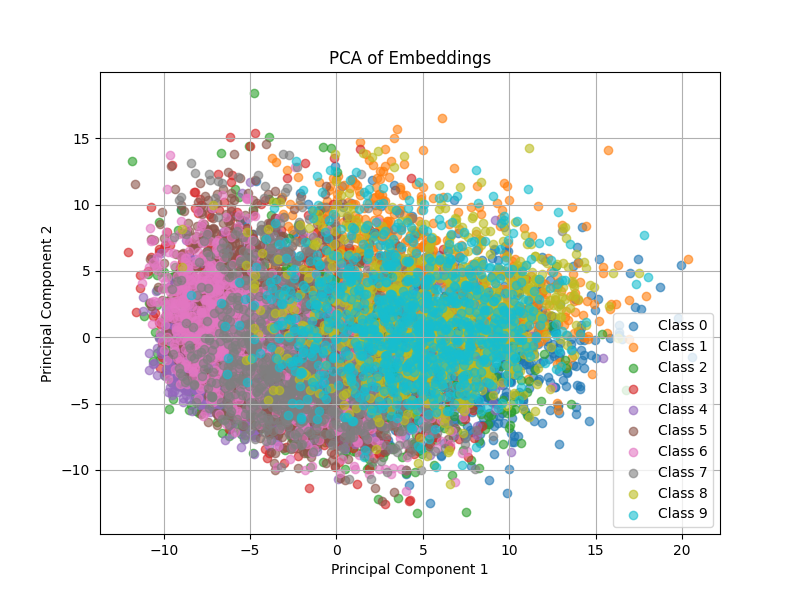 PCA of Embeddings
Principal Component 2
15
10
5
0
−5
−10
−10
−5
0
5
10
15
20
Principal Component 1
Class 0
Class 1
Class 2
Class 3
Class 4
Class 5
Class 6
Class 7
Class 8
Class 9